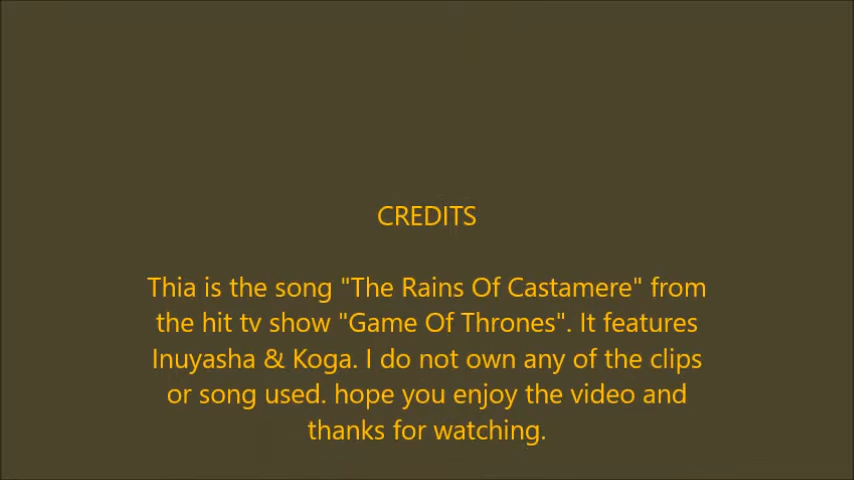 CREDITS
Thia is the song "The Rains Of Castamere" from
the hit tv show "Game Of Thrones". It features
Inuyasha & Koga. I do not own any of the clips
or song used. hope you enjoy the video and
thanks for watching.